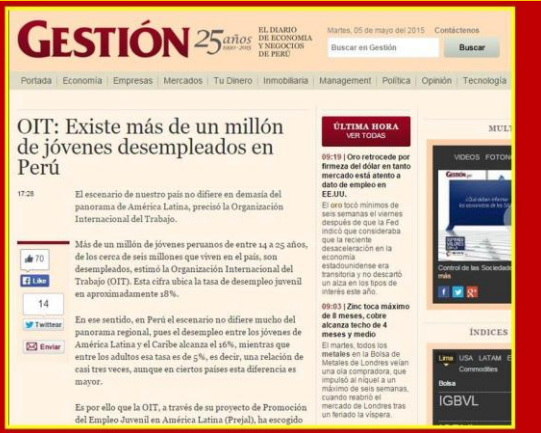 GESTIÓN
25 años
1990-2015
EL DIARIO
DE ECONOMIA
Y NEGOCIOS
DE PERÚ
Martes, 05 de mayo del 2015 Contáctenos
Buscar en Gestión Buscar
Portada Economía Empresas Mercados Tu Dinero Inmobiliaria Management Política Opinión Tecnología
OIT: Existe más de un millón
de jóvenes desempleados en
Perú
17:28
El escenario de nuestro país no difiere en demasía del
panorama de América Latina, precisó la Organización
Internacional del Trabajo.
Más de un millón de jóvenes peruanos de entre 14 a 25 años,
de los cerca de seis millones que viven en el país, son
desempleados, estimó la Organización Internacional del
Trabajo (OIT). Esta cifra ubica la tasa de desempleo juvenil
en aproximadamente 18%.
En ese sentido, en Perú el escenario no difiere mucho del
panorama regional, pues el desempleo entre los jóvenes de
América Latina y el Caribe alcanza el 16%, mientras que
entre los adultos esa tasa es de 5%, es decir, una relación de
casi tres veces, aunque en ciertos países esta diferencia es
mayor.
Es por ello que la OIT, a través de su proyecto de Promoción
del Empleo Juvenil en América Latina (Prejal), ha escogido
70
Like
14
Twittear
Enviar
ÚLTIMA HORA
VER TODAS
09:19 | Oro retrocede por
firmeza del dólar en tanto
mercado está atento a
dato de empleo en
EE.UU.
El oro tocó mínimos de
seis semanas el viernes
después de que la Fed
indicó que consideraba
que la reciente
desaceleración en la
economía
estadounidense era
transitoria y no descartó
un alza en los tipos de
interés este año.
09:03 | Zinc toca máximo
de 8 meses, cobre
alcanza techo de 4
meses y medio
El martes, todos los
metales en la Bolsa de
Metales de Londres veían
una ola compradora, que
impulsó al níquel a un
máximo de seis semanas,
cuando reabrió el
mercado de Londres tras
un feriado la víspera.
MUL
VIDEOS FOTON
GESTIÓN
Control de las Sociedade
más
ÍNDICES
Lima USA LATAM E
Commodities
Bolsa
IGBVL